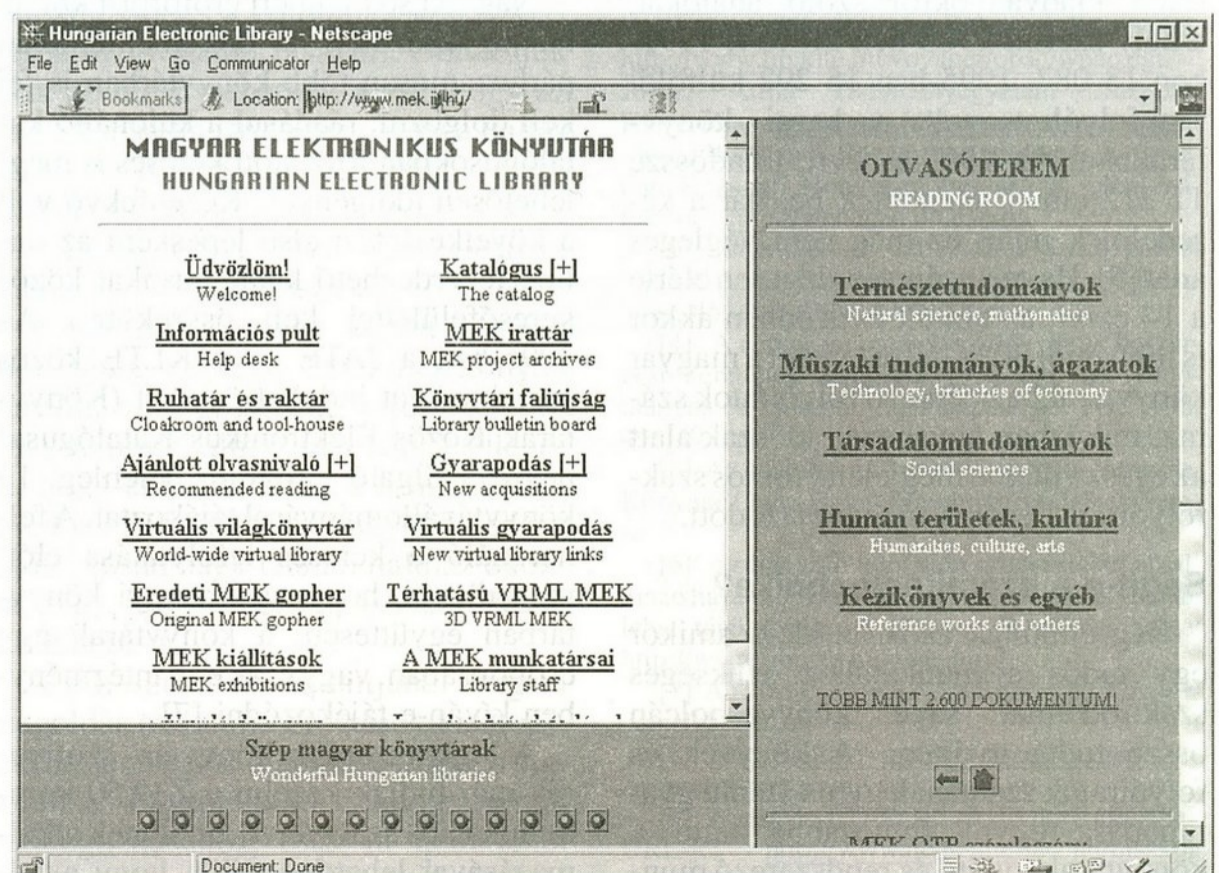 Hungarian Electronic Library - Netscape
File Edit View Go Communicator Help
Bookmarks Location: http://www.mek.iif.hu/
MAGYAR ELEKTRONIKUS KÖNYVTÁR
HUNGARIAN ELECTRONIC LIBRARY
Üdvözlöm!
Welcome!
Katalógus [+]
The catalog
Információs pult
Help desk
MEK irattár
MEK project archives
Ruhatár és raktár
Cloakroom and tool-house
Könyvtári faliújság
Library bulletin board
Ajánlott olvasnivaló [+]
Recommended reading
Gyarapodás [+]
New acquisitions
Virtuális világkönyvtár
World-wide virtual library
Virtuális gyarapodás
New virtual library links
Eredeti MEK gopher
Original MEK gopher
Térhatású VRML MEK
3D VRML MEK
MEK kiállítások
MEK exhibitions
A MEK munkatársai
Library staff
Szép magyar könyvtárak
Wonderful Hungarian libraries
OLVASÓTEREM
READING ROOM
Természettudományok
Natural sciences, mathematics
Mûszaki tudományok, ágazatok
Technology, branches of economy
Társadalomtudományok
Social sciences
Humán területek, kultúra
Humanities, culture, arts
Kézikönyvek és egyéb
Reference works and others
TÖBB MINT 2.600 DOKUMENTUM!
MEK OTP számlaszám
Document: Done